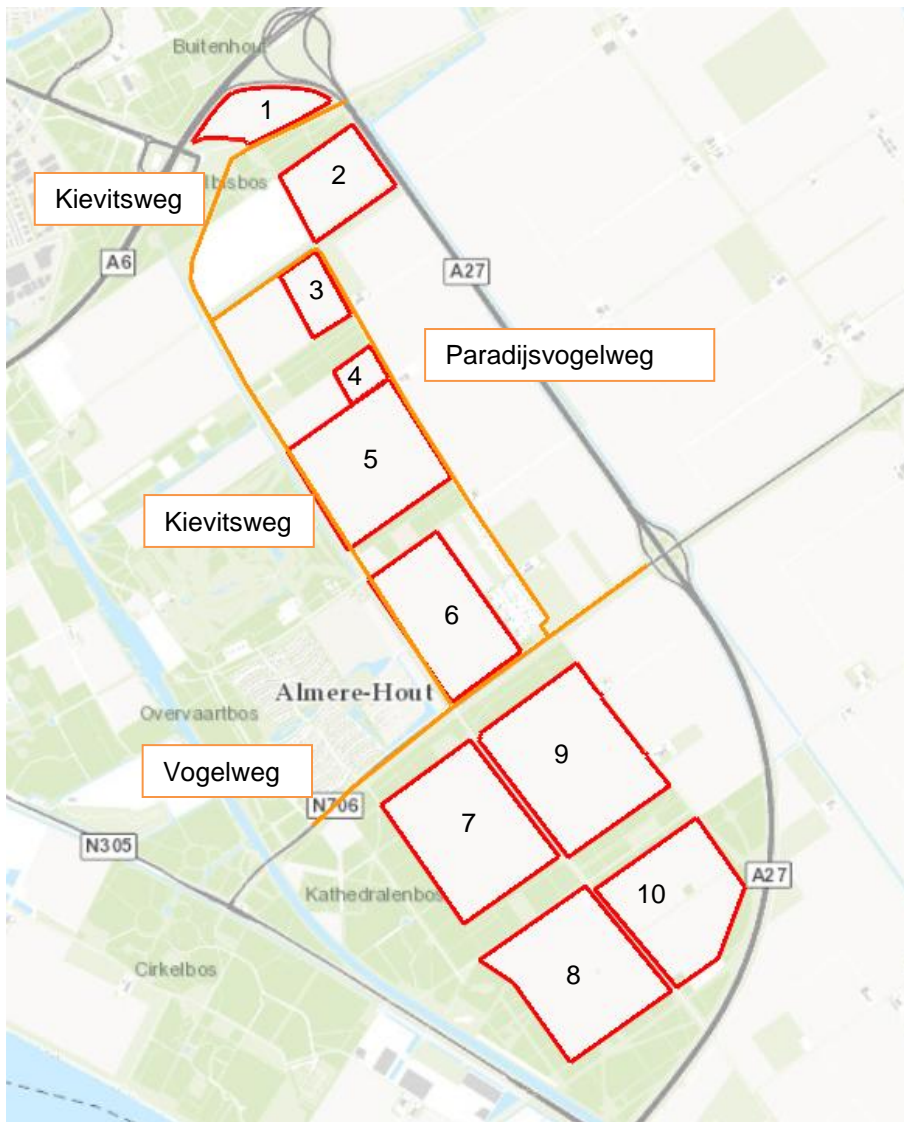 Buitenhout
1
2
Ibisbos
Kievitsweg
A6
A27
3
Paradijsvogelweg
4
5
Kievitsweg
6
Almere-Hout
Overvaartbos
9
Vogelweg
N706
7
N305
A27
Kathedralenbos
10
Cirkelbos
8